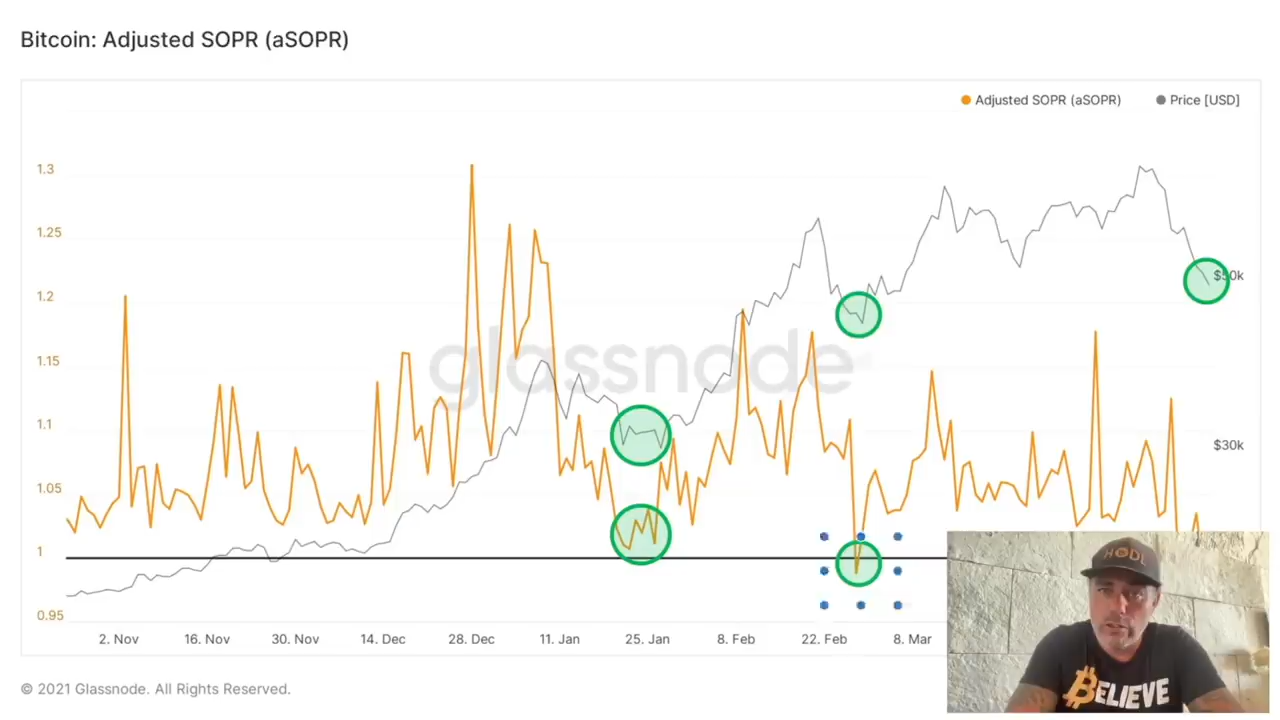 Bitcoin: Adjusted SOPR (aSOPR)
Adjusted SOPR (aSOPR) Price [USD]
1.3
1.25
1.2
1.15
1.1
1.05
1
0.95
$50k
$30k
glassnode
2. Nov 16. Nov 30. Nov 14. Dec 28. Dec 11. Jan 25. Jan 8. Feb 22. Feb 8. Mar
HODL
BELIEVE
© 2021 Glassnode. All Rights Reserved.